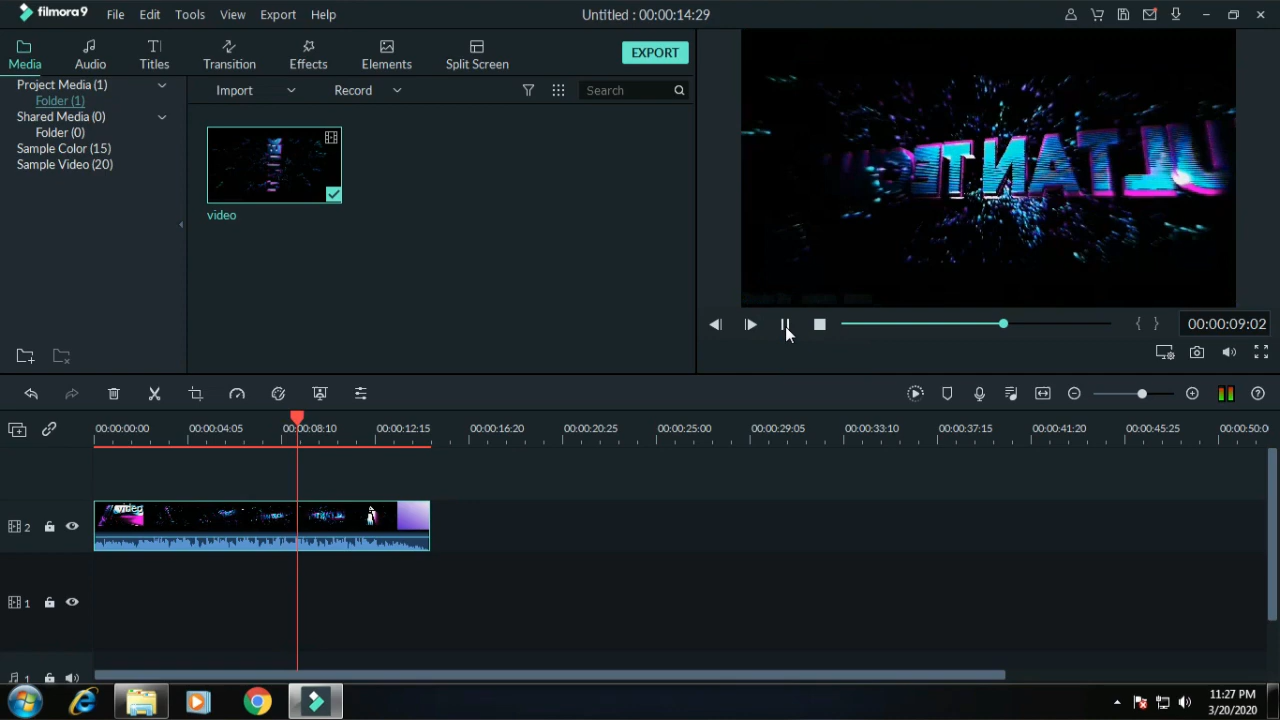 filmora9 File Edit Tools View Export Help Untitled : 00:00:14:29
Media Audio Titles Transition Effects Elements Split Screen EXPORT
Project Media (1)
Folder (1)
Shared Media (0)
Folder (0)
Sample Color (15)
Sample Video (20)
Import Record Search
video
00:00:09:02
00:00:00:00 00:00:04:05 00:00:08:10 00:00:12:15 00:00:16:20 00:00:20:25 00:00:25:00 00:00:29:05 00:00:33:10 00:00:37:15 00:00:41:20 00:00:45:25 00:00:50:0
video
2
1
1
11:27 PM
3/20/2020